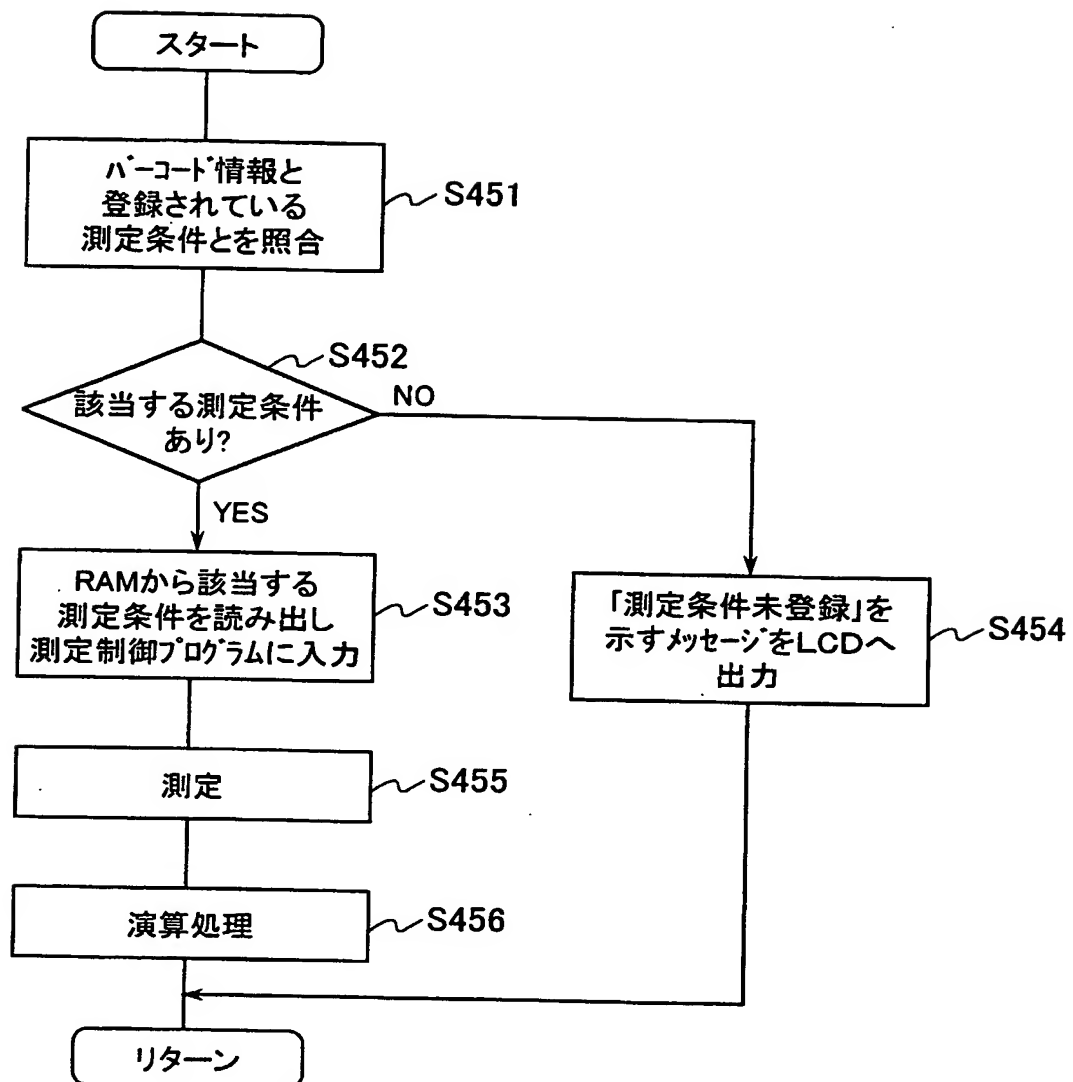 スタート
バーコード情報と
登録されている
測定条件とを照合
S451
S452
該当する測定条件
あり?
NO
YES
RAMから該当する
測定条件を読み出し
測定制御プログラムに入力
S453
「測定条件未登録」を
示すメッセージをLCDへ
出力
S454
測定
S455
演算処理
S456
リターン